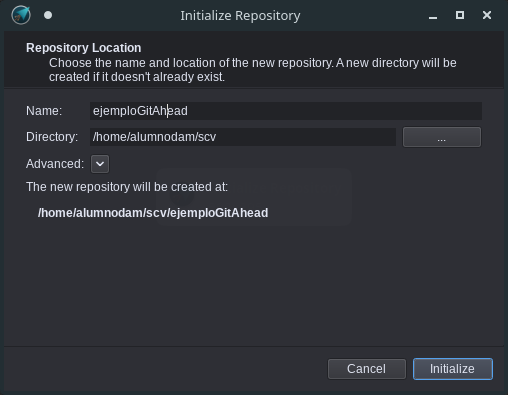 Initialize Repository
Repository Location
Choose the name and location of the new repository. A new directory will be
created if it doesn't already exist.
Name: ejemploGitAhead
Directory: /home/alumnodam/scv ...
Advanced:
The new repository will be created at:
/home/alumnodam/scv/ejemploGitAhead
Cancel Initialize